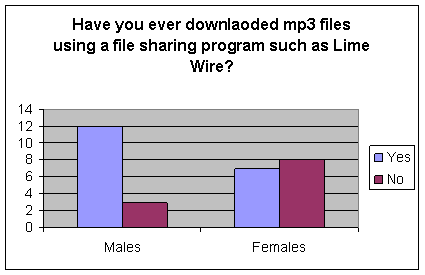 Have you ever downlaoded mp3 files
using a file sharing program such as Lime
Wire?
14
12
10
8
6
4
2
0
Males
Females
Yes
No